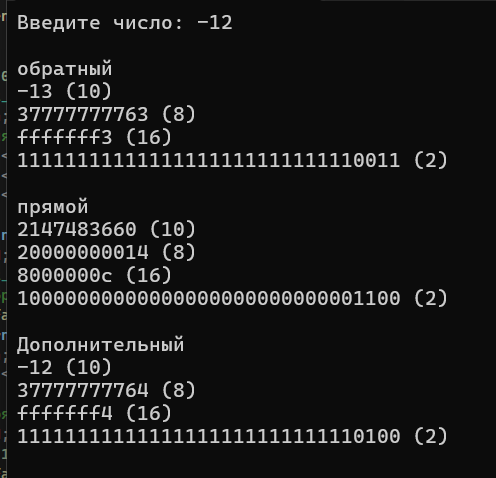 Введите число: -12
обратный
-13 (10)
37777777763 (8)
fffffff3 (16)
11111111111111111111111111110011 (2)
прямой
2147483660 (10)
20000000014 (8)
8000000c (16)
10000000000000000000000000001100 (2)
Дополнительный
-12 (10)
37777777764 (8)
fffffff4 (16)
11111111111111111111111111110100 (2)